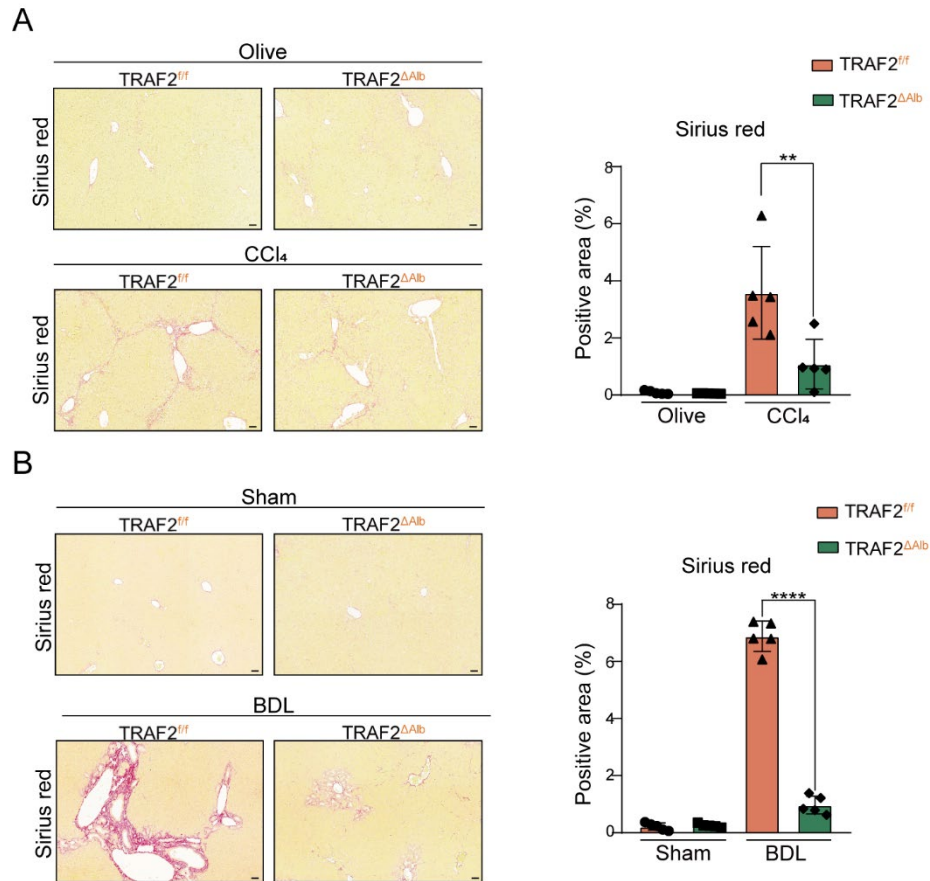 A
Olive
TRAF2f/f TRAF2ΔAlb
Sirius red
CCl₄
TRAF2f/f TRAF2ΔAlb
Sirius red
TRAF2f/f
TRAF2ΔAlb
Sirius red
**
8
6
4
2
0
Positive area (%)
Olive CCl₄
B
Sham
TRAF2f/f TRAF2ΔAlb
Sirius red
BDL
TRAF2f/f TRAF2ΔAlb
Sirius red
TRAF2f/f
TRAF2ΔAlb
Sirius red
****
8
6
4
2
0
Positive area (%)
Sham BDL